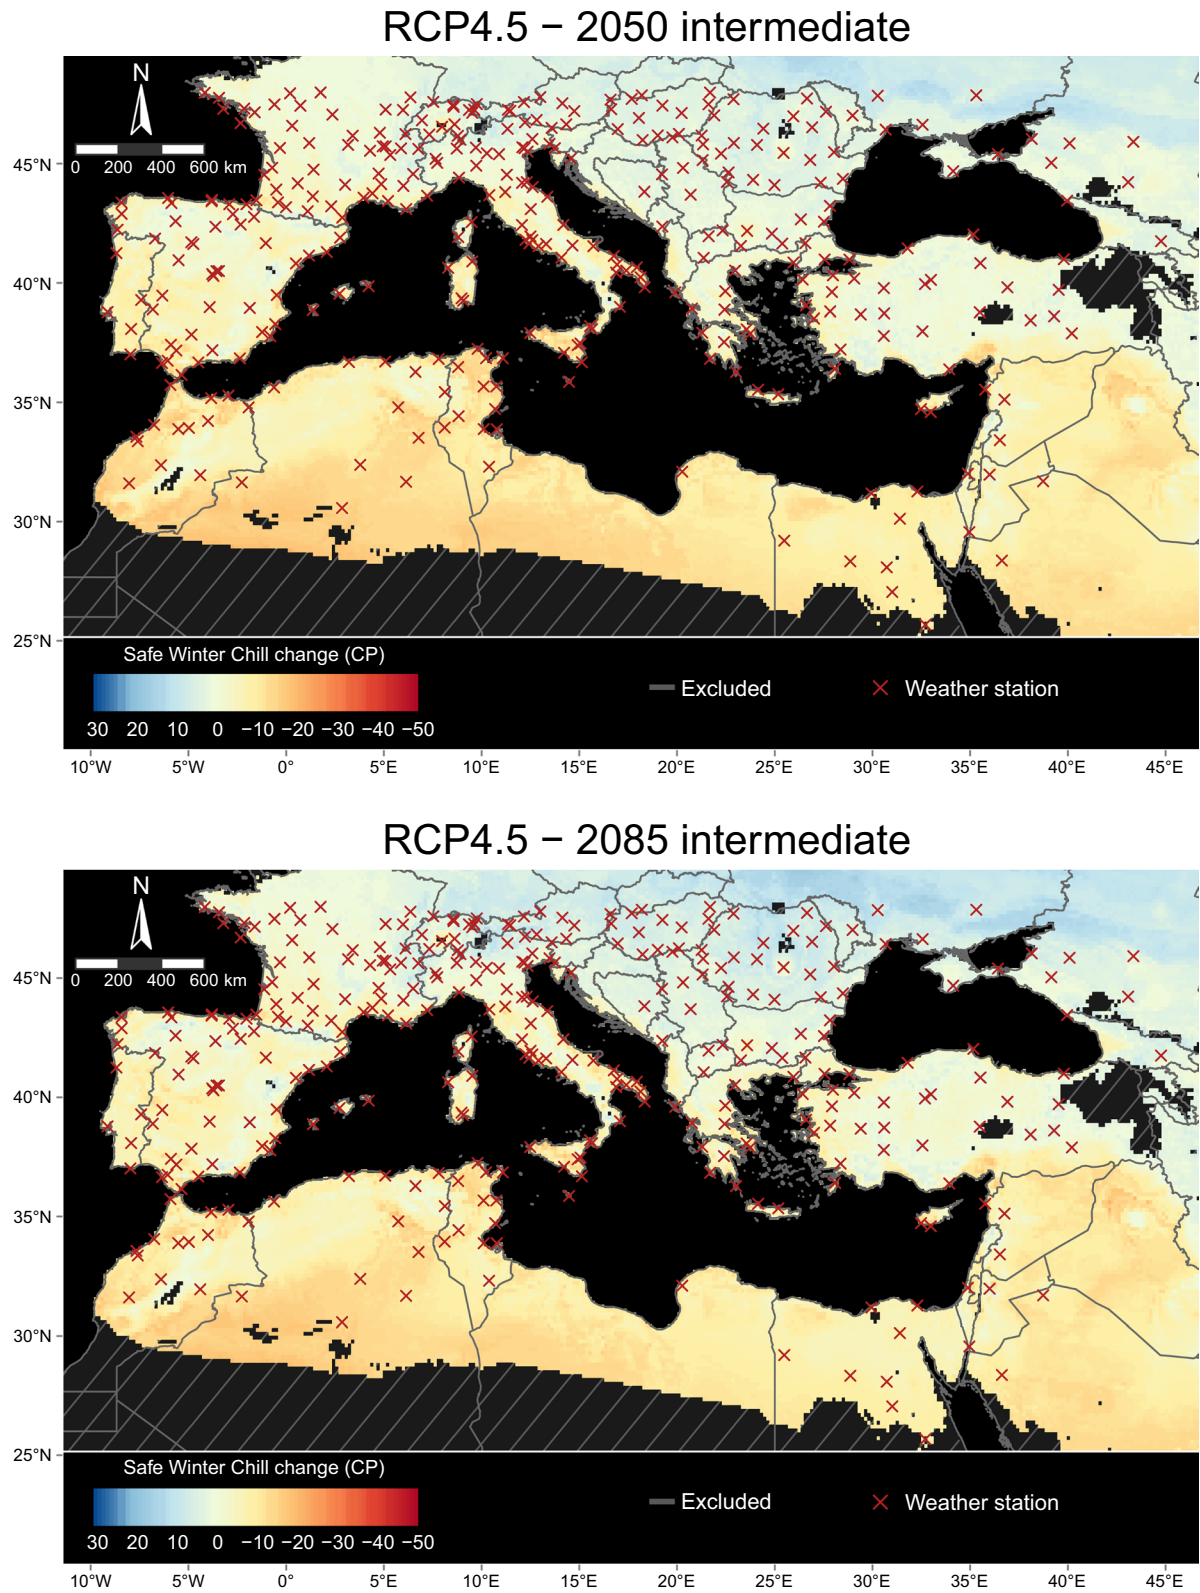 RCP4.5 − 2050 intermediate
N
0 200 400 600 km
45°N
40°N
35°N
30°N
25°N
Safe Winter Chill change (CP)
30 20 10 0 −10 −20 −30 −40 −50
Excluded
Weather station
10°W 5°W 0° 5°E 10°E 15°E 20°E 25°E 30°E 35°E 40°E 45°E
RCP4.5 − 2085 intermediate
N
0 200 400 600 km
45°N
40°N
35°N
30°N
25°N
Safe Winter Chill change (CP)
30 20 10 0 −10 −20 −30 −40 −50
Excluded
Weather station
10°W 5°W 0° 5°E 10°E 15°E 20°E 25°E 30°E 35°E 40°E 45°E